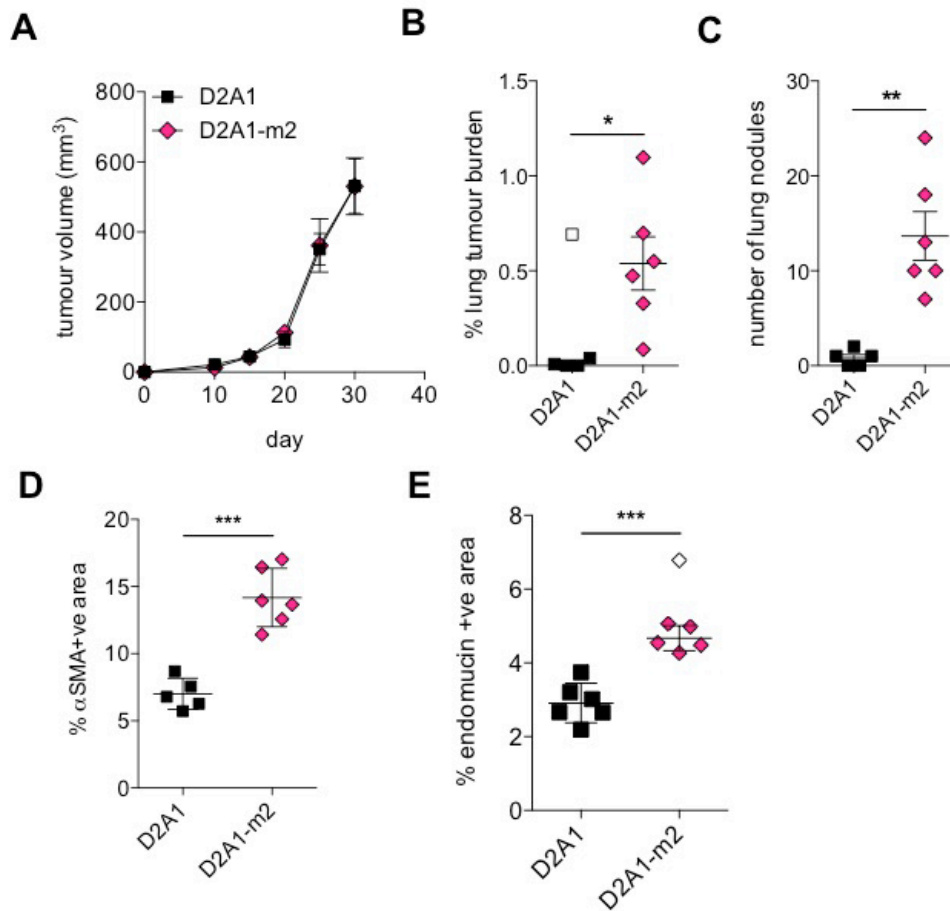 A
tumour volume (mm³)
800
600
400
200
0
D2A1
D2A1-m2
0
10
20
30
40
day
B
% lung tumour burden
1.5
1.0
0.5
0.0
*
D2A1
D2A1-m2
C
number of lung nodules
30
20
10
0
**
D2A1
D2A1-m2
D
% αSMA+ve area
20
15
10
5
0
***
D2A1
D2A1-m2
E
% endomucin +ve area
8
6
4
2
0
***
D2A1
D2A1-m2